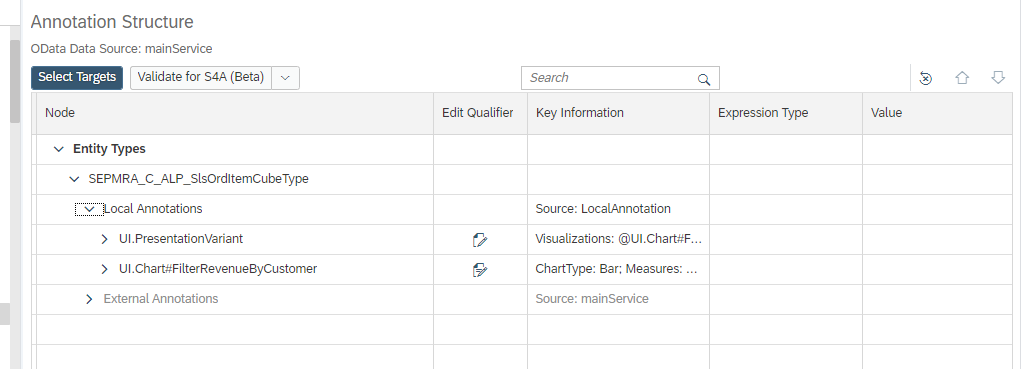 Annotation Structure
OData Data Source: mainService
Select Targets Validate for S4A (Beta) Search
Node Edit Qualifier Key Information Expression Type Value
Entity Types
SEPMRA_C_ALP_SlsOrdItemCubeType
Local Annotations Source: LocalAnnotation
UI.PresentationVariant Visualizations: @UI.Chart#F...
UI.Chart#FilterRevenueByCustomer ChartType: Bar; Measures: ...
External Annotations Source: mainService